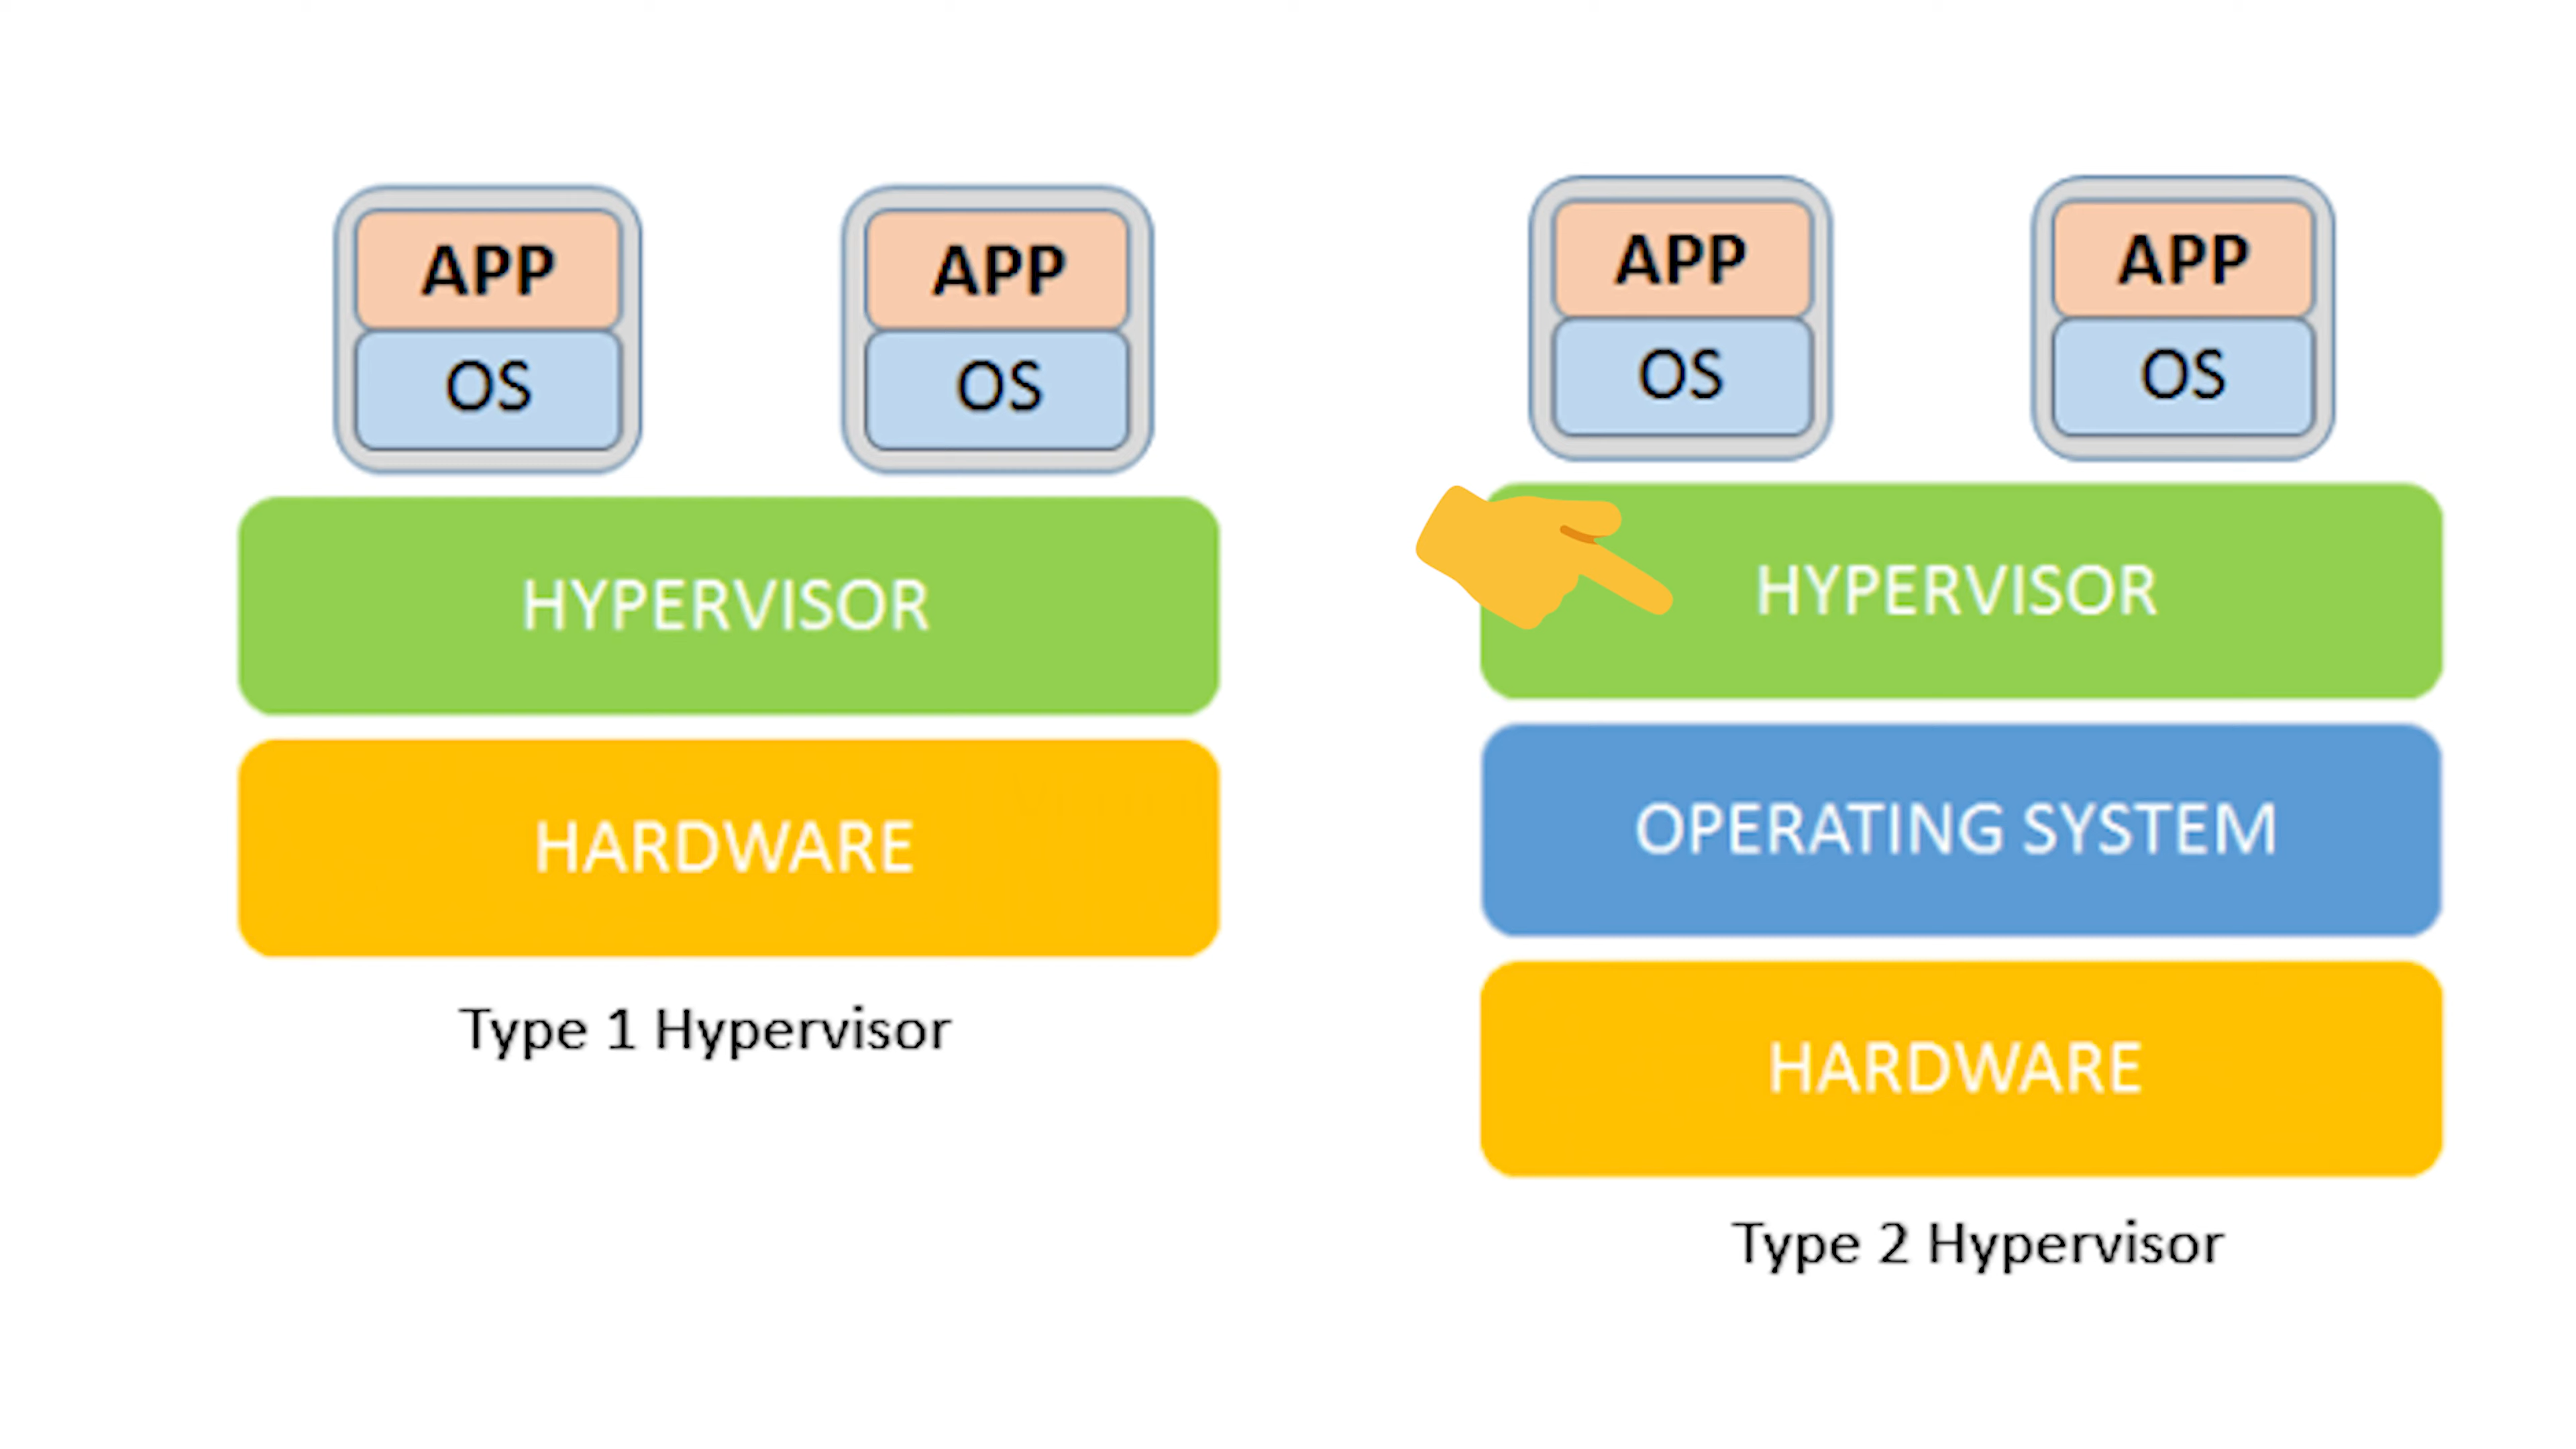 APP
OS
APP
OS
HYPERVISOR
HARDWARE
Type 1 Hypervisor
APP
OS
APP
OS
HYPERVISOR
OPERATING SYSTEM
HARDWARE
Type 2 Hypervisor